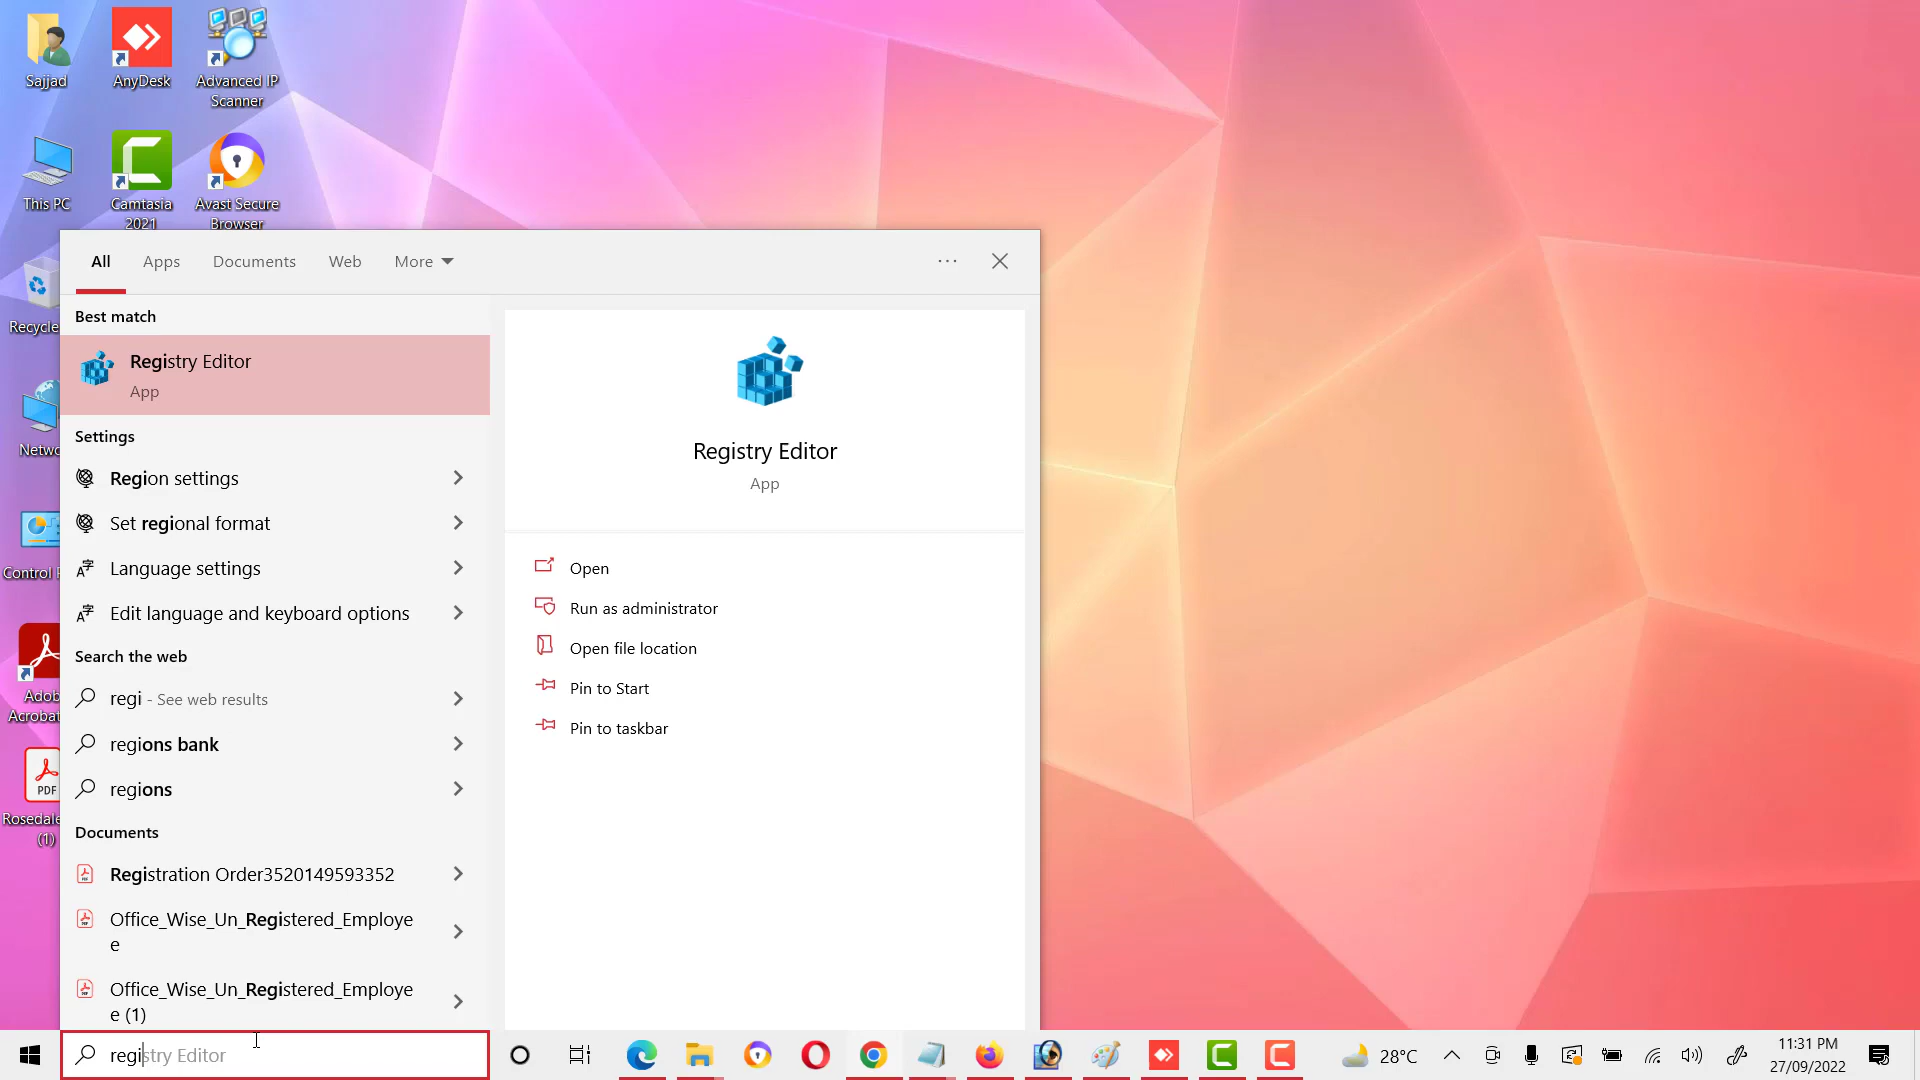 Sajjad
AnyDesk
Advanced IP
Scanner
This PC
Camtasia
2021
Avast Secure
Browser
Recycle
Netwo
Control P
Adob
Acrobat
PDF
Rosedale
(1)
All Apps Documents Web More
Best match
Registry Editor
App
Settings
Region settings
Set regional format
Language settings
Edit language and keyboard options
Search the web
regi - See web results
regions bank
regions
Documents
Registration Order3520149593352
Office_Wise_Un_Registered_Employe
e
Office_Wise_Un_Registered_Employe
e (1)
Registry Editor
App
Open
Run as administrator
Open file location
Pin to Start
Pin to taskbar
registry Editor
28°C
11:31 PM
27/09/2022